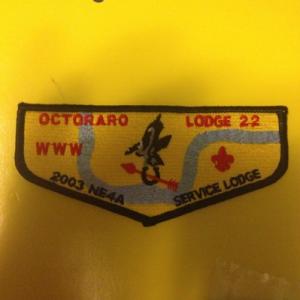 OCTORARO LODGE 22
WWW
2003 NE4A SERVICE LODGE